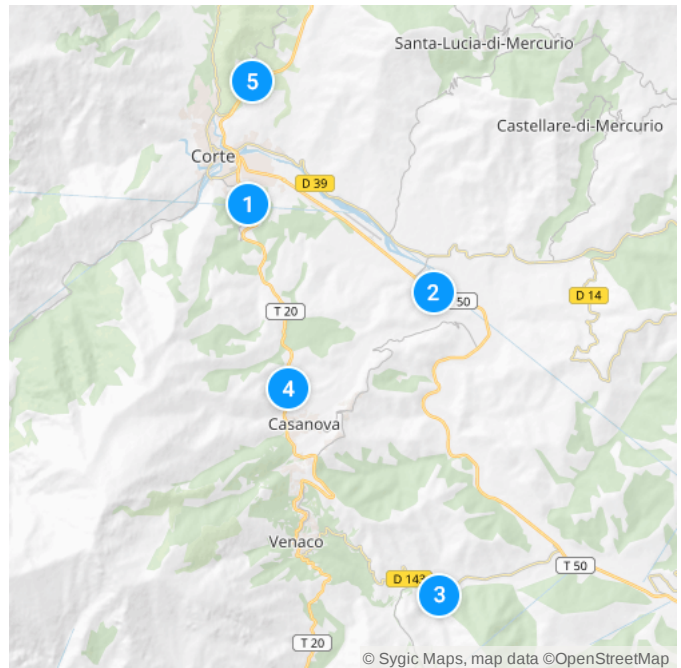 Santa-Lucia-di-Mercurio
5
Castellare-di-Mercurio
Corte
D 39
1
2
50
D 14
T 20
4
Casanova
Venaco
T 50
D 143
3
T 20
© Sygic Maps, map data ©OpenStreetMap